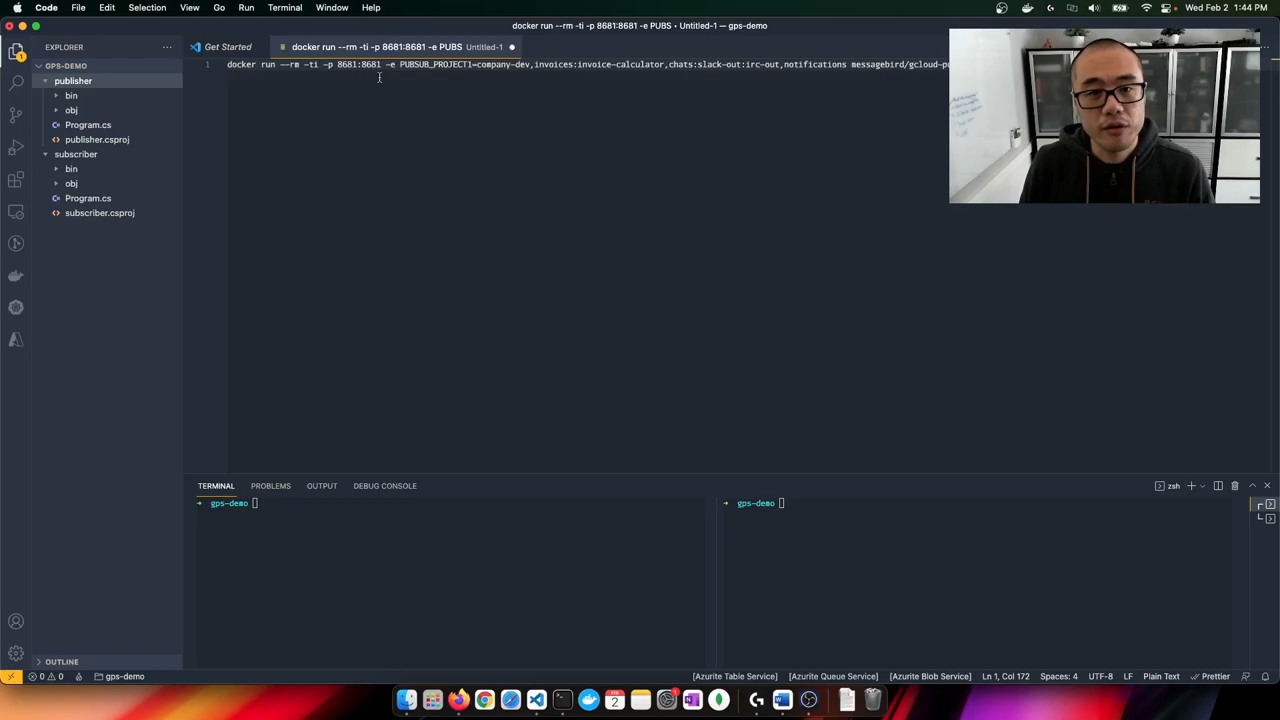 Code File Edit Selection View Go Run Terminal Window Help
Wed Feb 2 1:44 PM
docker run --rm -ti -p 8681:8681 -e PUBS • Untitled-1 — gps-demo
EXPLORER
Get Started
docker run --rm -ti -p 8681:8681 -e PUBS Untitled-1
GPS-DEMO
1 docker run --rm -ti -p 8681:8681 -e PUBSUB_PROJECT1=company-dev,invoices:invoice-calculator,chats:slack-out:irc-out,notifications messagebird/gcloud-pu
publisher
bin
obj
Program.cs
publisher.csproj
subscriber
bin
obj
Program.cs
subscriber.csproj
TERMINAL PROBLEMS OUTPUT DEBUG CONSOLE
zsh
gps-demo
gps-demo
OUTLINE
0 0 gps-demo
[Azurite Table Service] [Azurite Queue Service] [Azurite Blob Service] Ln 1, Col 172 Spaces: 4 UTF-8 LF Plain Text Prettier